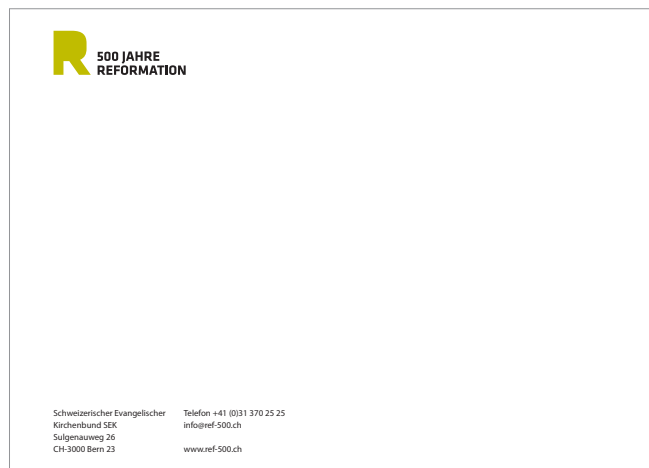 R
500 JAHRE
REFORMATION
Schweizerischer Evangelischer
Kirchenbund SEK
Sulgenauweg 26
CH-3000 Bern 23
Telefon +41 (0)31 370 25 25
info@ref-500.ch
www.ref-500.ch